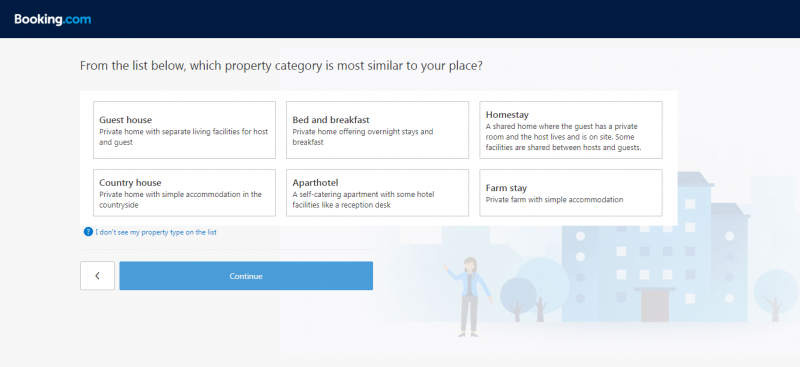 Booking.com
From the list below, which property category is most similar to your place?
Guest house
Private home with separate living facilities for host
and guest
Bed and breakfast
Private home offering overnight stays and
breakfast
Homestay
A shared home where the guest has a private
room and the host lives and is on site. Some
facilities are shared between hosts and guests.
Country house
Private home with simple accommodation in the
countryside
Aparthotel
A self-catering apartment with some hotel
facilities like a reception desk
Farm stay
Private farm with simple accommodation
? I don't see my property type on the list
Continue